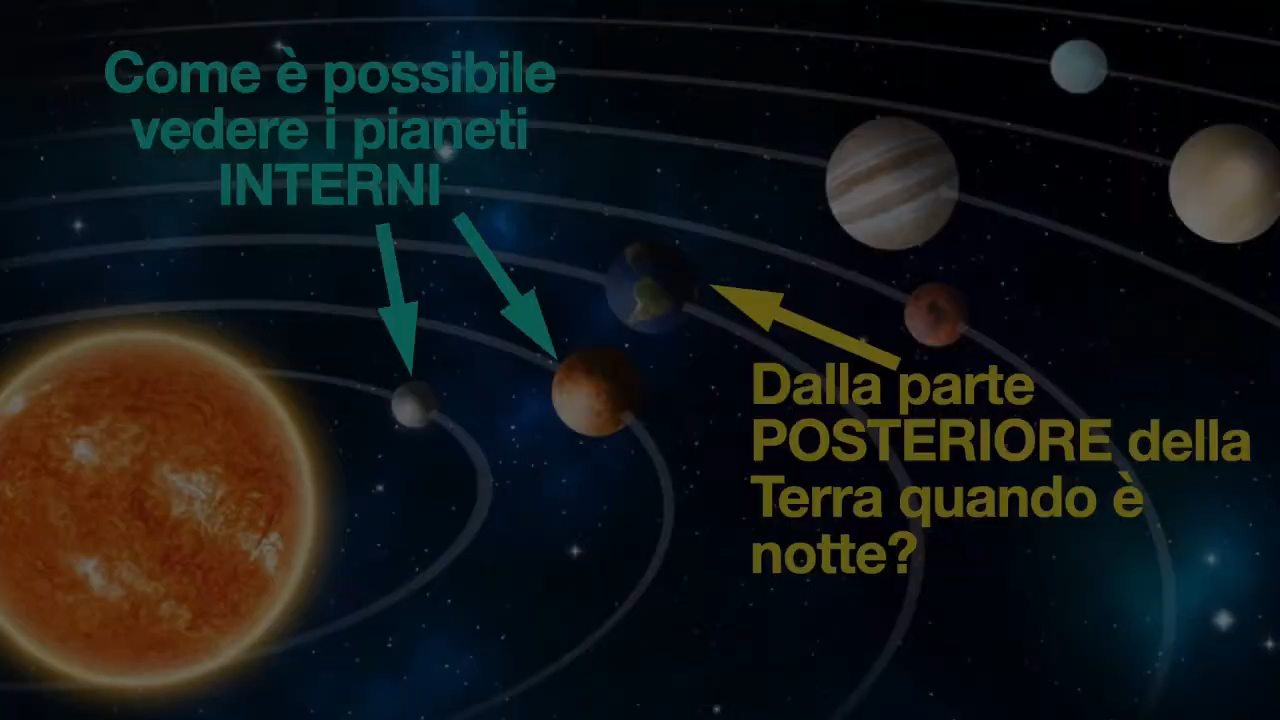 Come è possibile
vedere i pianeti
INTERNI
Dalla parte
POSTERIORE della
Terra quando è
notte?